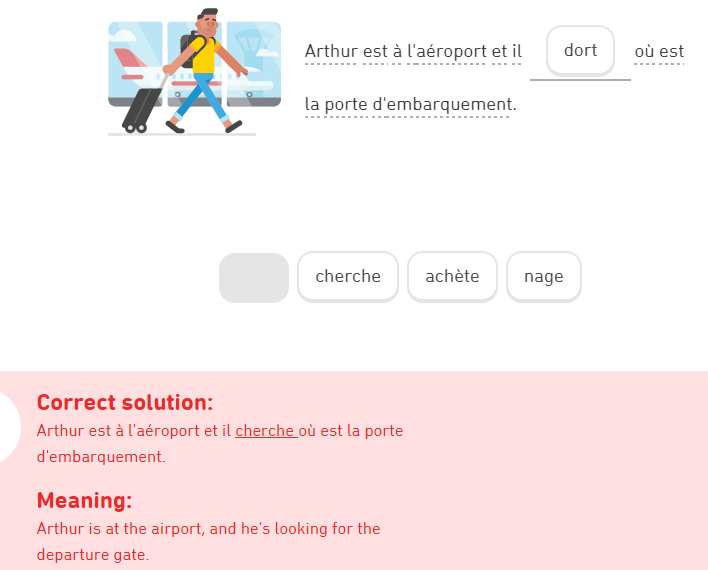 Arthur est à l'aéroport et il dort où est
la porte d'embarquement.
cherche achète nage
Correct solution:
Arthur est à l'aéroport et il cherche où est la porte
d'embarquement.
Meaning:
Arthur is at the airport, and he's looking for the
departure gate.